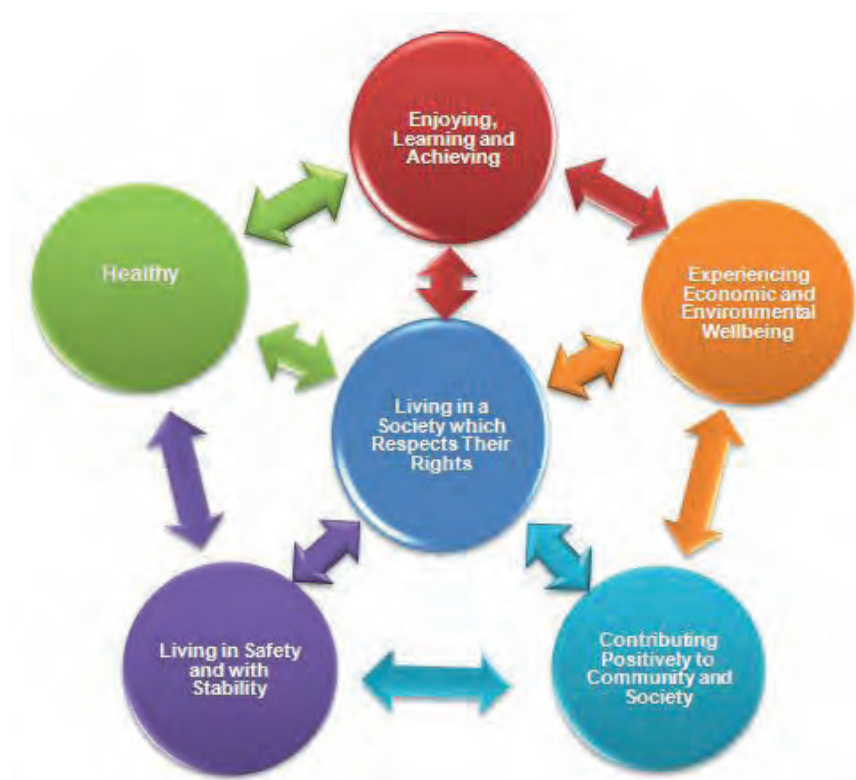 Enjoying,
Learning and
Achieving
Healthy
Experiencing
Economic and
Environmental
Wellbeing
Living in a
Society which
Respects Their
Rights
Living in Safety
and with
Stability
Contributing
Positively to
Community and
Society